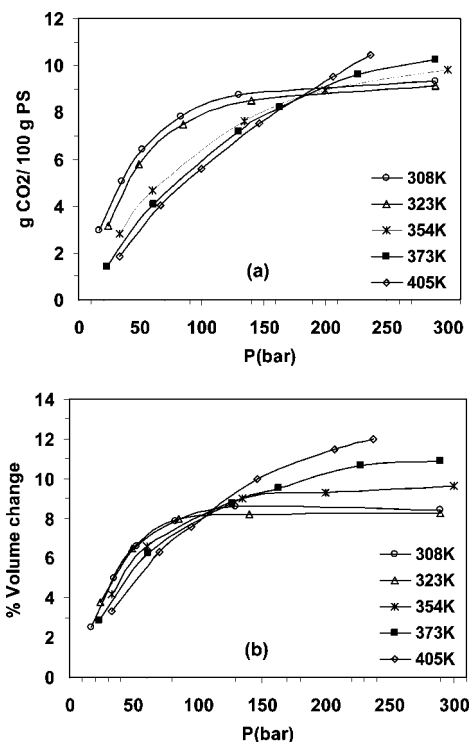 12
10
8
6
4
2
0
g CO2/ 100 g PS
308K
323K
354K
373K
405K
(a)
0 50 100 150 200 250 300
P(bar)
14
12
10
8
6
4
2
0
% Volume change
308K
323K
354K
373K
405K
(b)
0 50 100 150 200 250 300
P(bar)